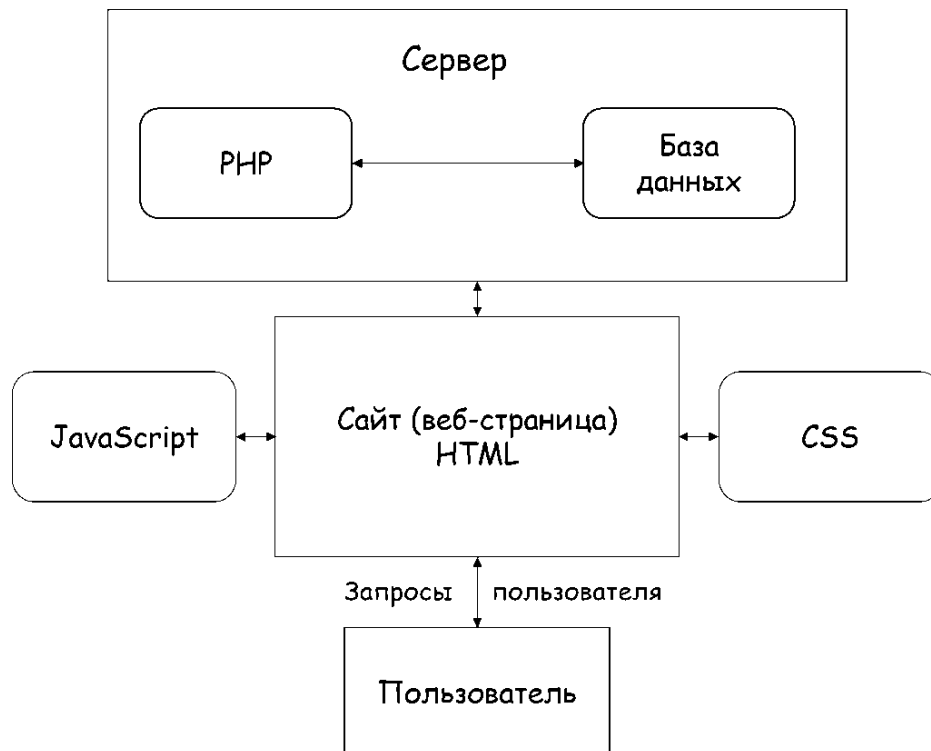 Сервер
PHP
База
данных
JavaScript
Сайт (веб-страница)
HTML
CSS
Запросы пользователя
Пользователь